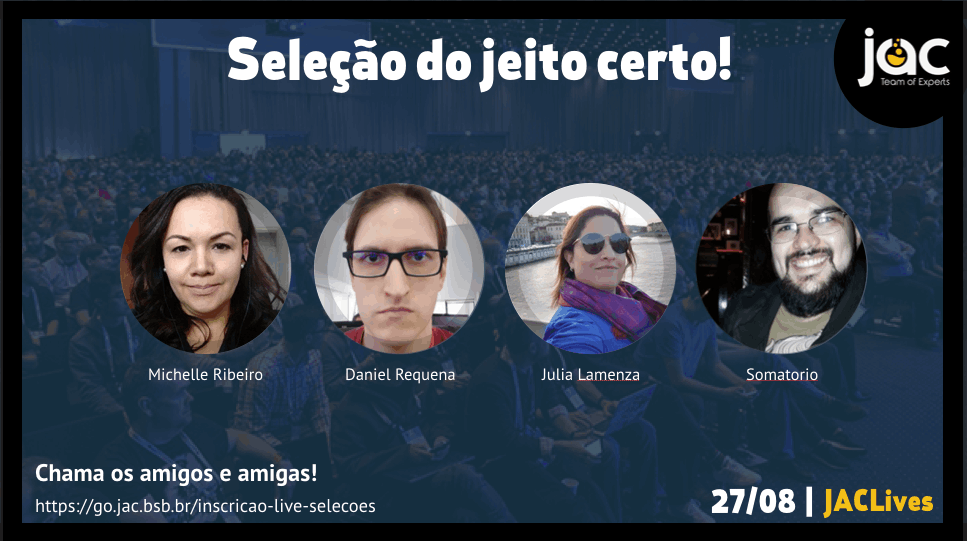 Seleção do jeito certo!
jac
Team of Experts
Michelle Ribeiro
Daniel Requena
Julia Lamenza
Somatorio
Chama os amigos e amigas!
https://go.jac.bsb.br/inscricao-live-selecoes
27/08 | JACLives